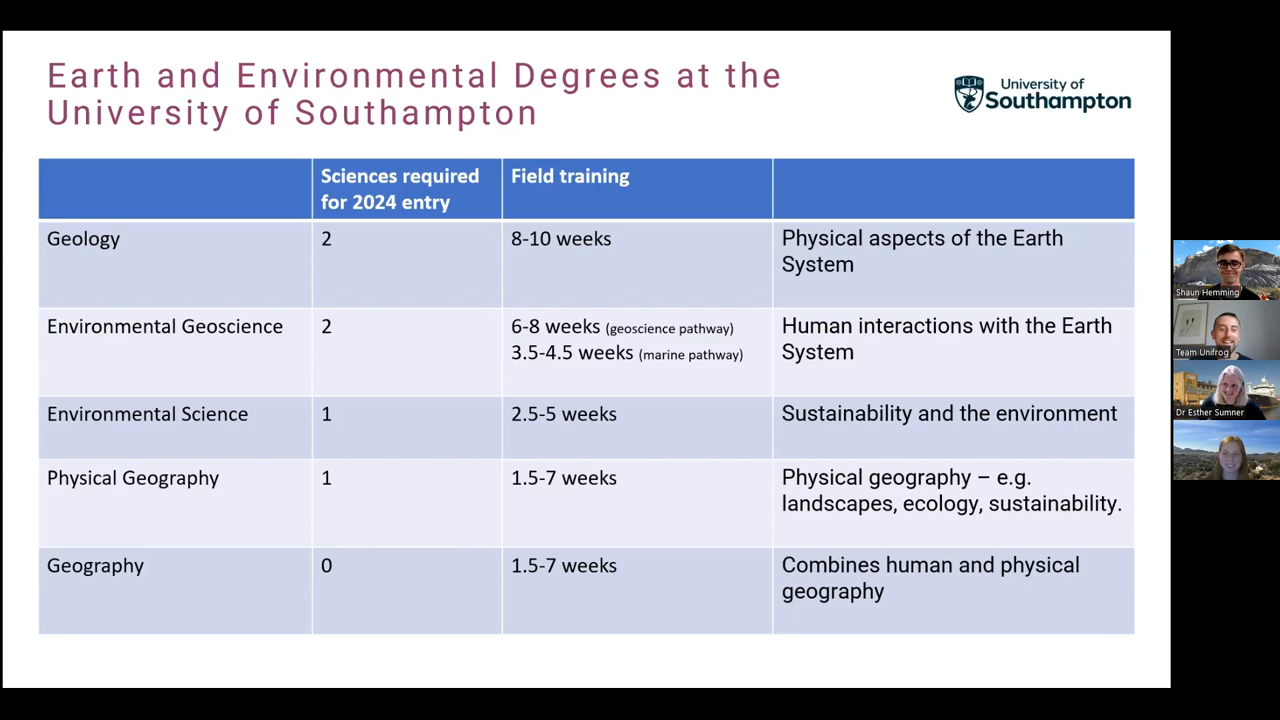 Earth and Environmental Degrees at the
University of Southampton
University of
Southampton
Sciences required
for 2024 entry
Field training
Geology
2
8-10 weeks
Physical aspects of the Earth
System
Environmental Geoscience
2
6-8 weeks (geoscience pathway)
3.5-4.5 weeks (marine pathway)
Human interactions with the Earth
System
Environmental Science
1
2.5-5 weeks
Sustainability and the environment
Physical Geography
1
1.5-7 weeks
Physical geography – e.g.
landscapes, ecology, sustainability.
Geography
0
1.5-7 weeks
Combines human and physical
geography
Shaun Hemming
Team Unifrog
Dr Esther Sumner